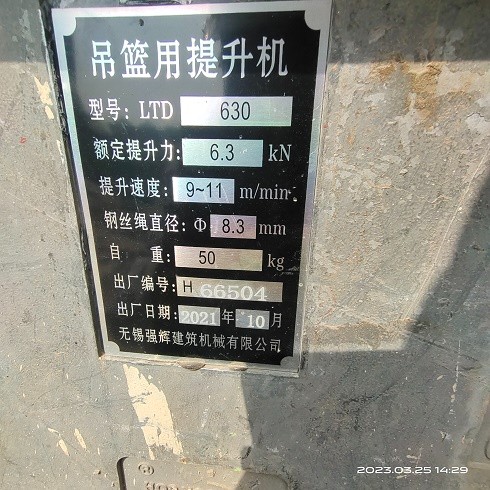 吊篮用提升机
型号: LTD 630
额定提升力: 6.3 kN
提升速度: 9~11 m/min
钢丝绳直径: Φ 8.3 mm
自 重: 50 kg
出厂编号: H 66504
出厂日期: 2021 年 10 月
无锡强辉建筑机械有限公司
2023.03.25 14:29